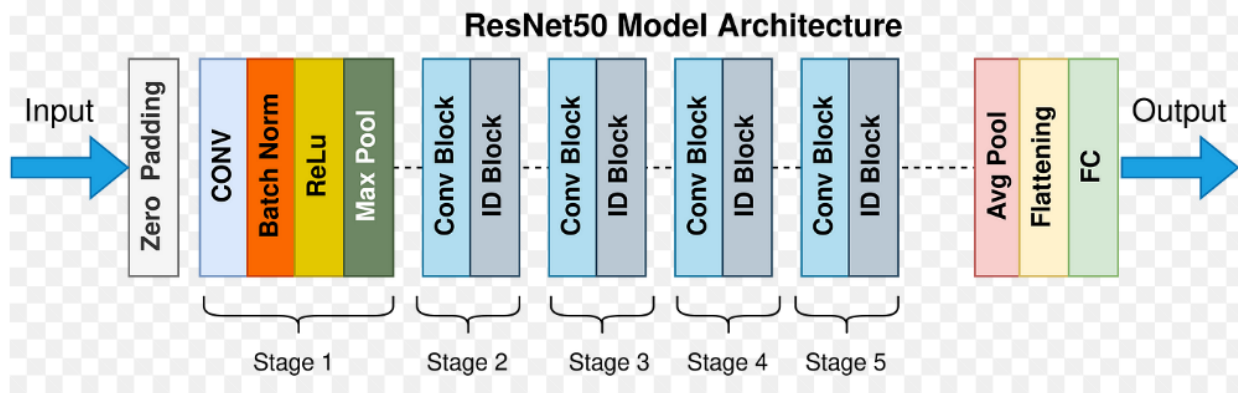 ResNet50 Model Architecture
Input
Zero Padding
CONV
Batch Norm
ReLu
Max Pool
Conv Block
ID Block
Conv Block
ID Block
Conv Block
ID Block
Conv Block
ID Block
Avg Pool
Flattening
FC
Output
Stage 1
Stage 2
Stage 3
Stage 4
Stage 5